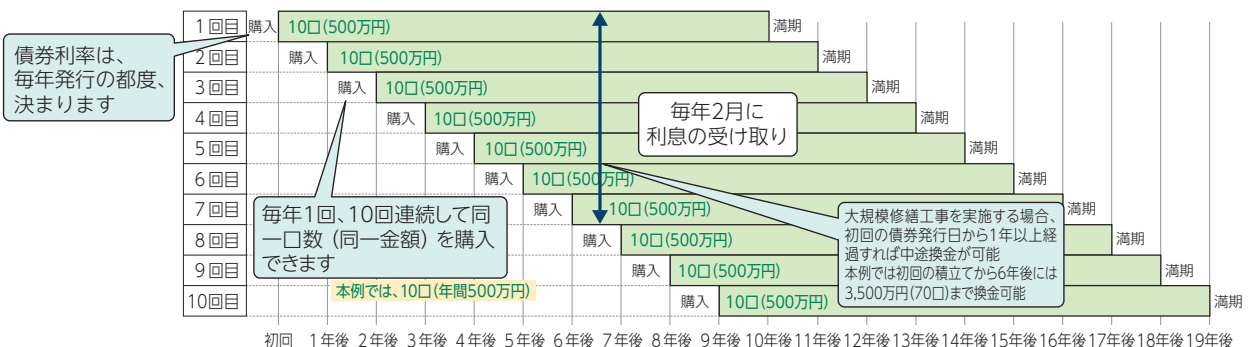 1回目 購入 10口(500万円) 満期
2回目 購入 10口(500万円) 満期
3回目 購入 10口(500万円) 満期
4回目 購入 10口(500万円) 満期
5回目 購入 10口(500万円) 満期
6回目 購入 10口(500万円) 満期
7回目 購入 10口(500万円) 満期
8回目 購入 10口(500万円) 満期
9回目 購入 10口(500万円) 満期
10回目 購入 10口(500万円) 満期
債券利率は、
毎年発行の都度、
決まります
毎年2月に
利息の受け取り
毎年1回、10回連続して同
一口数（同一金額）を購入
できます
本例では、10口(年間500万円)
大規模修繕工事を実施する場合、
初回の債券発行日から1年以上経
過すれば中途換金が可能
本例では初回の積立てから6年後には
3,500万円(70口)まで換金可能
初回 1年後 2年後 3年後 4年後 5年後 6年後 7年後 8年後 9年後 10年後 11年後 12年後 13年後 14年後 15年後 16年後 17年後 18年後 19年後